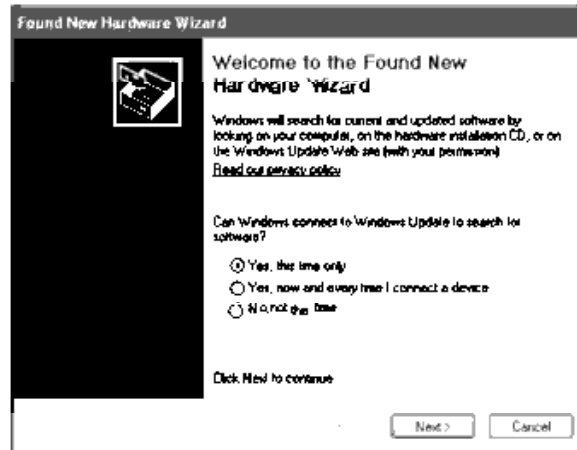 Found New Hardware Wizard
Welcome to the Found New
Hardware Wizard
Windows will search for current and updated software by
looking on your computer, on the hardware installation CD, or on
the Windows Update Web site (with your permission).
Read our privacy policy
Can Windows connect to Windows Update to search for
software?
Yes, this time only
Yes, now and every time I connect a device
No, not this time
Click Next to continue
Next >
Cancel